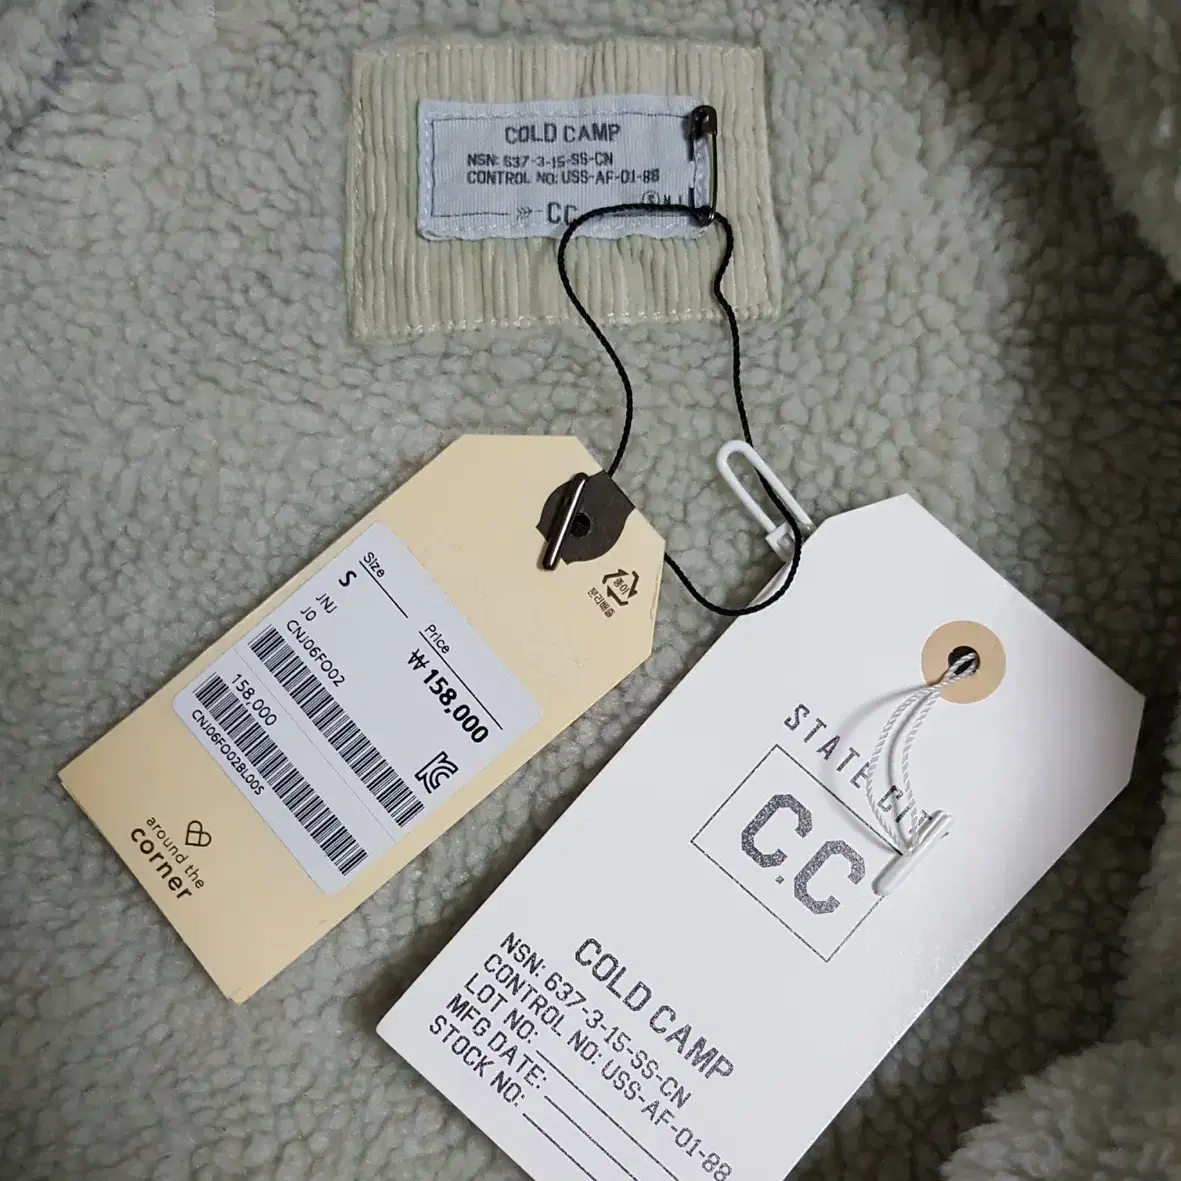 COLD CAMP
NSN: 637-3-15-SS-CN
CONTROL NO: USS-AF-01-88
CC
S M L
Size
S
Price
₩158,000
JNJ
JO
CNJ06FO02
158,000
CNJ06FO02BL00S
종이
분리배출
around the
corner
STATE
C.C
COLD CAMP
NSN: 637-3-15-SS-CN
CONTROL NO: USS-AF-01-88
LOT NO:
MFG DATE:
STOCK NO: